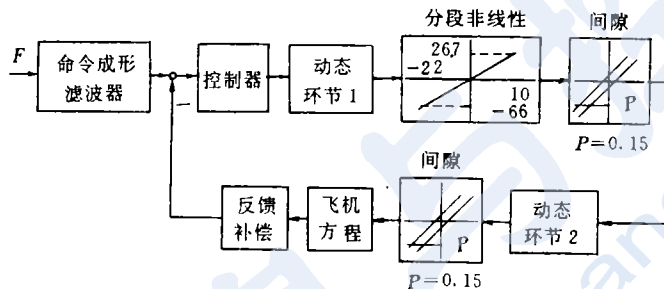 分段非线性
间隙
F
命令成形
滤波器
控制器
动态
环节1
26.7
-22
10
-66
P
P=0.15
−
间隙
反馈
补偿
飞机
方程
P
动态
环节2
P=0.15